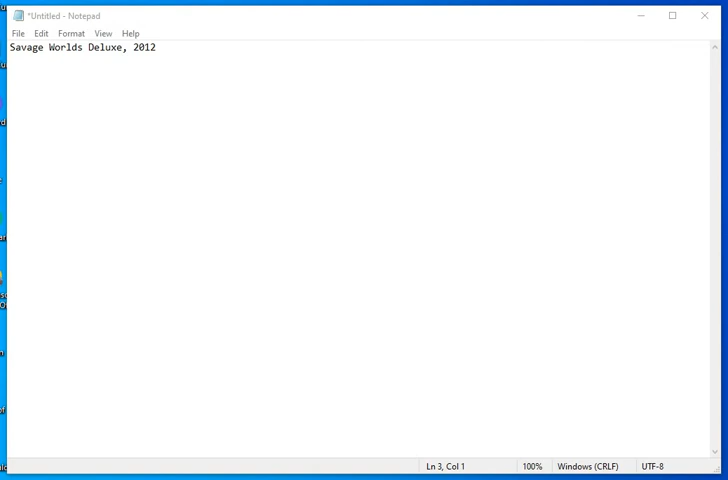 *Untitled - Notepad
File Edit Format View Help
Savage Worlds Deluxe, 2012
Ln 3, Col 1 100% Windows (CRLF) UTF-8